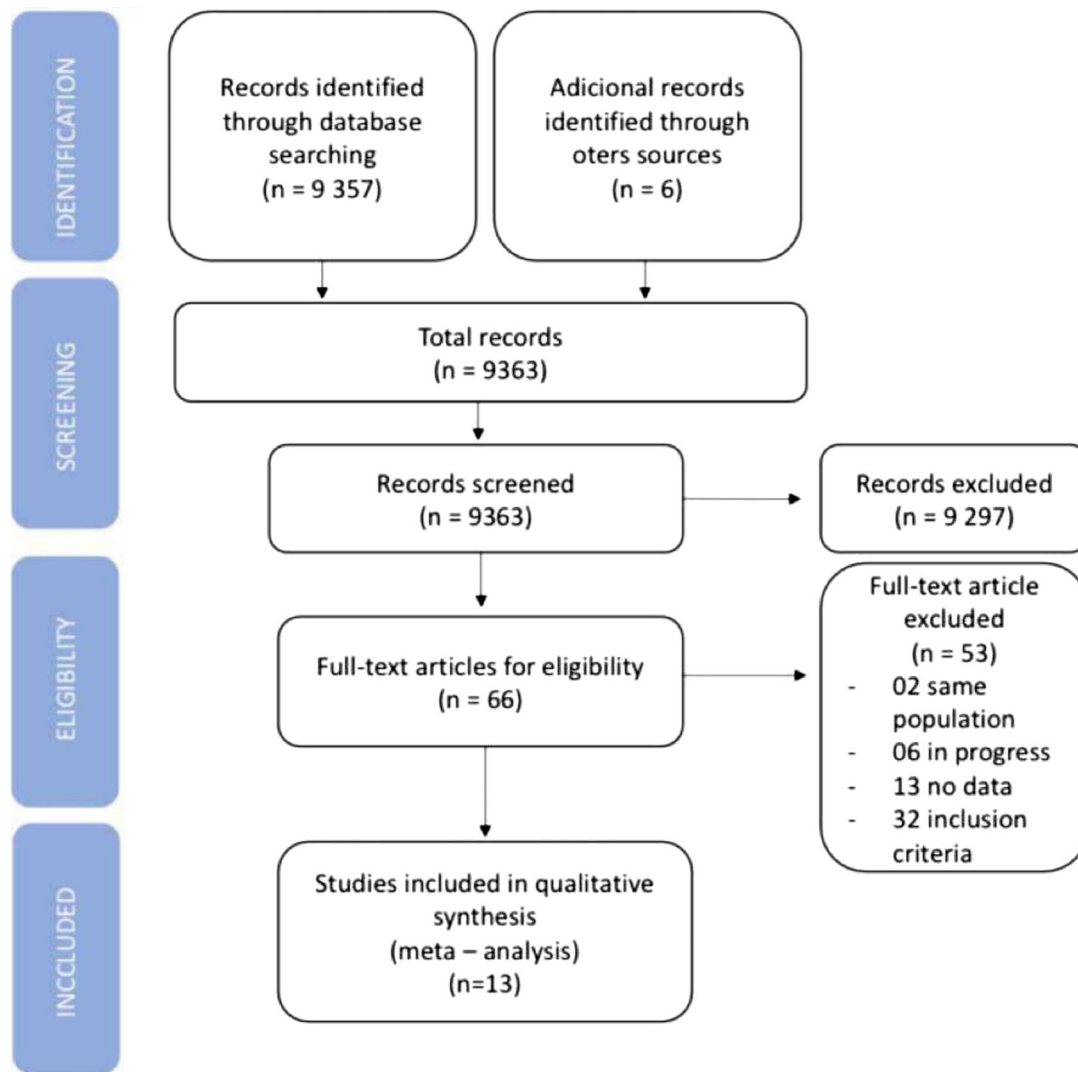 IDENTIFICATION
Records identified
through database
searching
(n = 9 357)
Adicional records
identified through
oters sources
(n = 6)
SCREENING
Total records
(n = 9363)
Records screened
(n = 9363)
Records excluded
(n = 9 297)
ELIGIBILITY
Full-text articles for eligibility
(n = 66)
Full-text article
excluded
(n = 53)
- 02 same
population
- 06 in progress
- 13 no data
- 32 inclusion
criteria
INCCLUDED
Studies included in qualitative
synthesis
(meta – analysis)
(n=13)